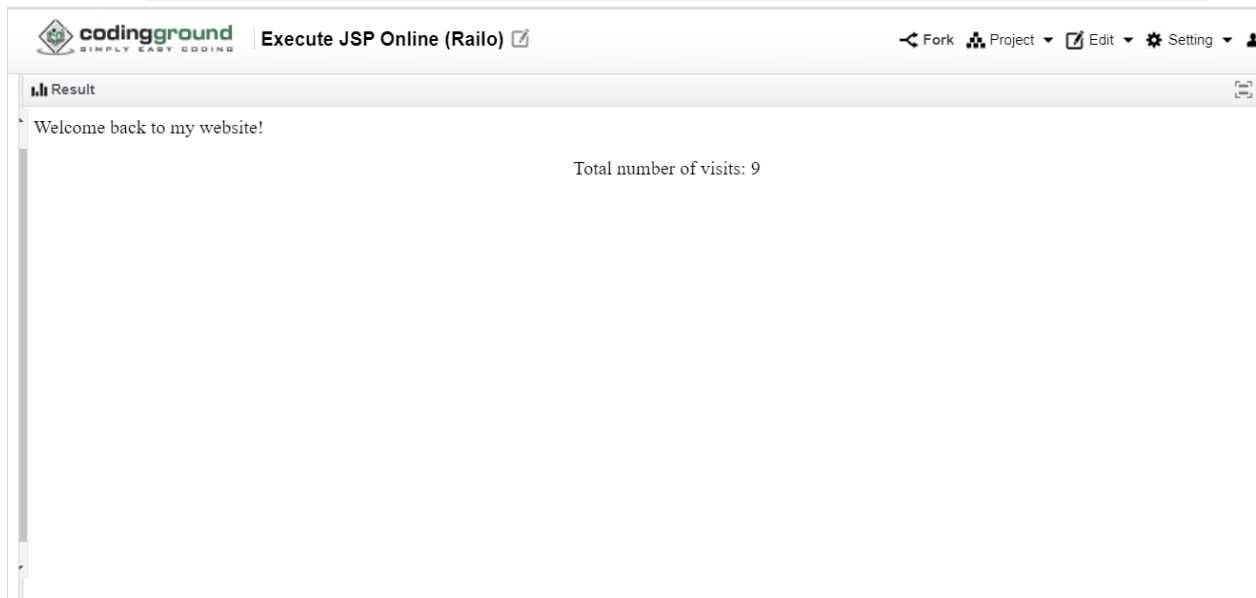 codingground
SIMPLY EASY CODING
Execute JSP Online (Railo)
Fork Project Edit Setting
Result
Welcome back to my website!
Total number of visits: 9